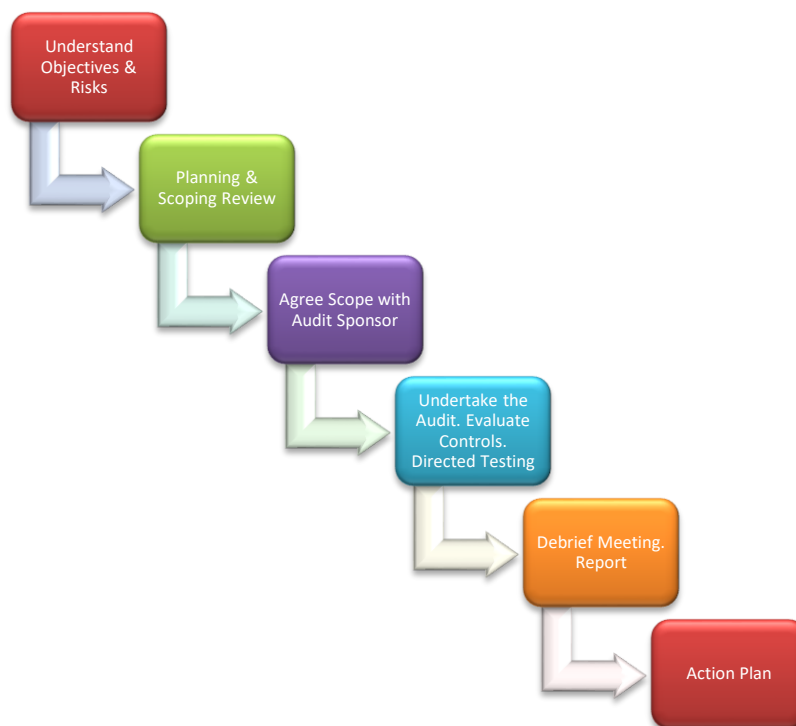 Understand
Objectives &
Risks
Planning &
Scoping Review
Agree Scope with
Audit Sponsor
Undertake the
Audit. Evaluate
Controls.
Directed Testing
Debrief Meeting.
Report
Action Plan